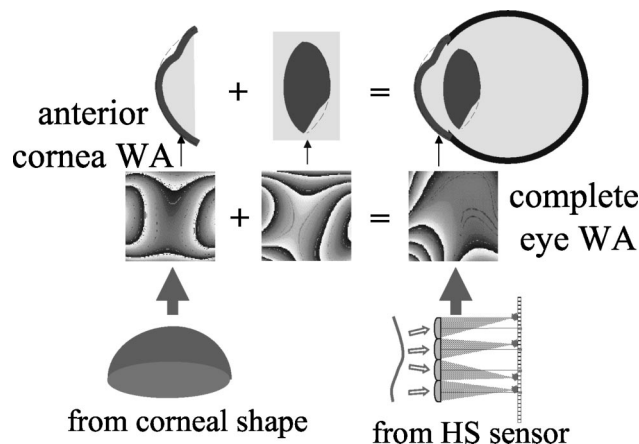 +
=
anterior
cornea WA
+
=
complete
eye WA
from corneal shape
from HS sensor